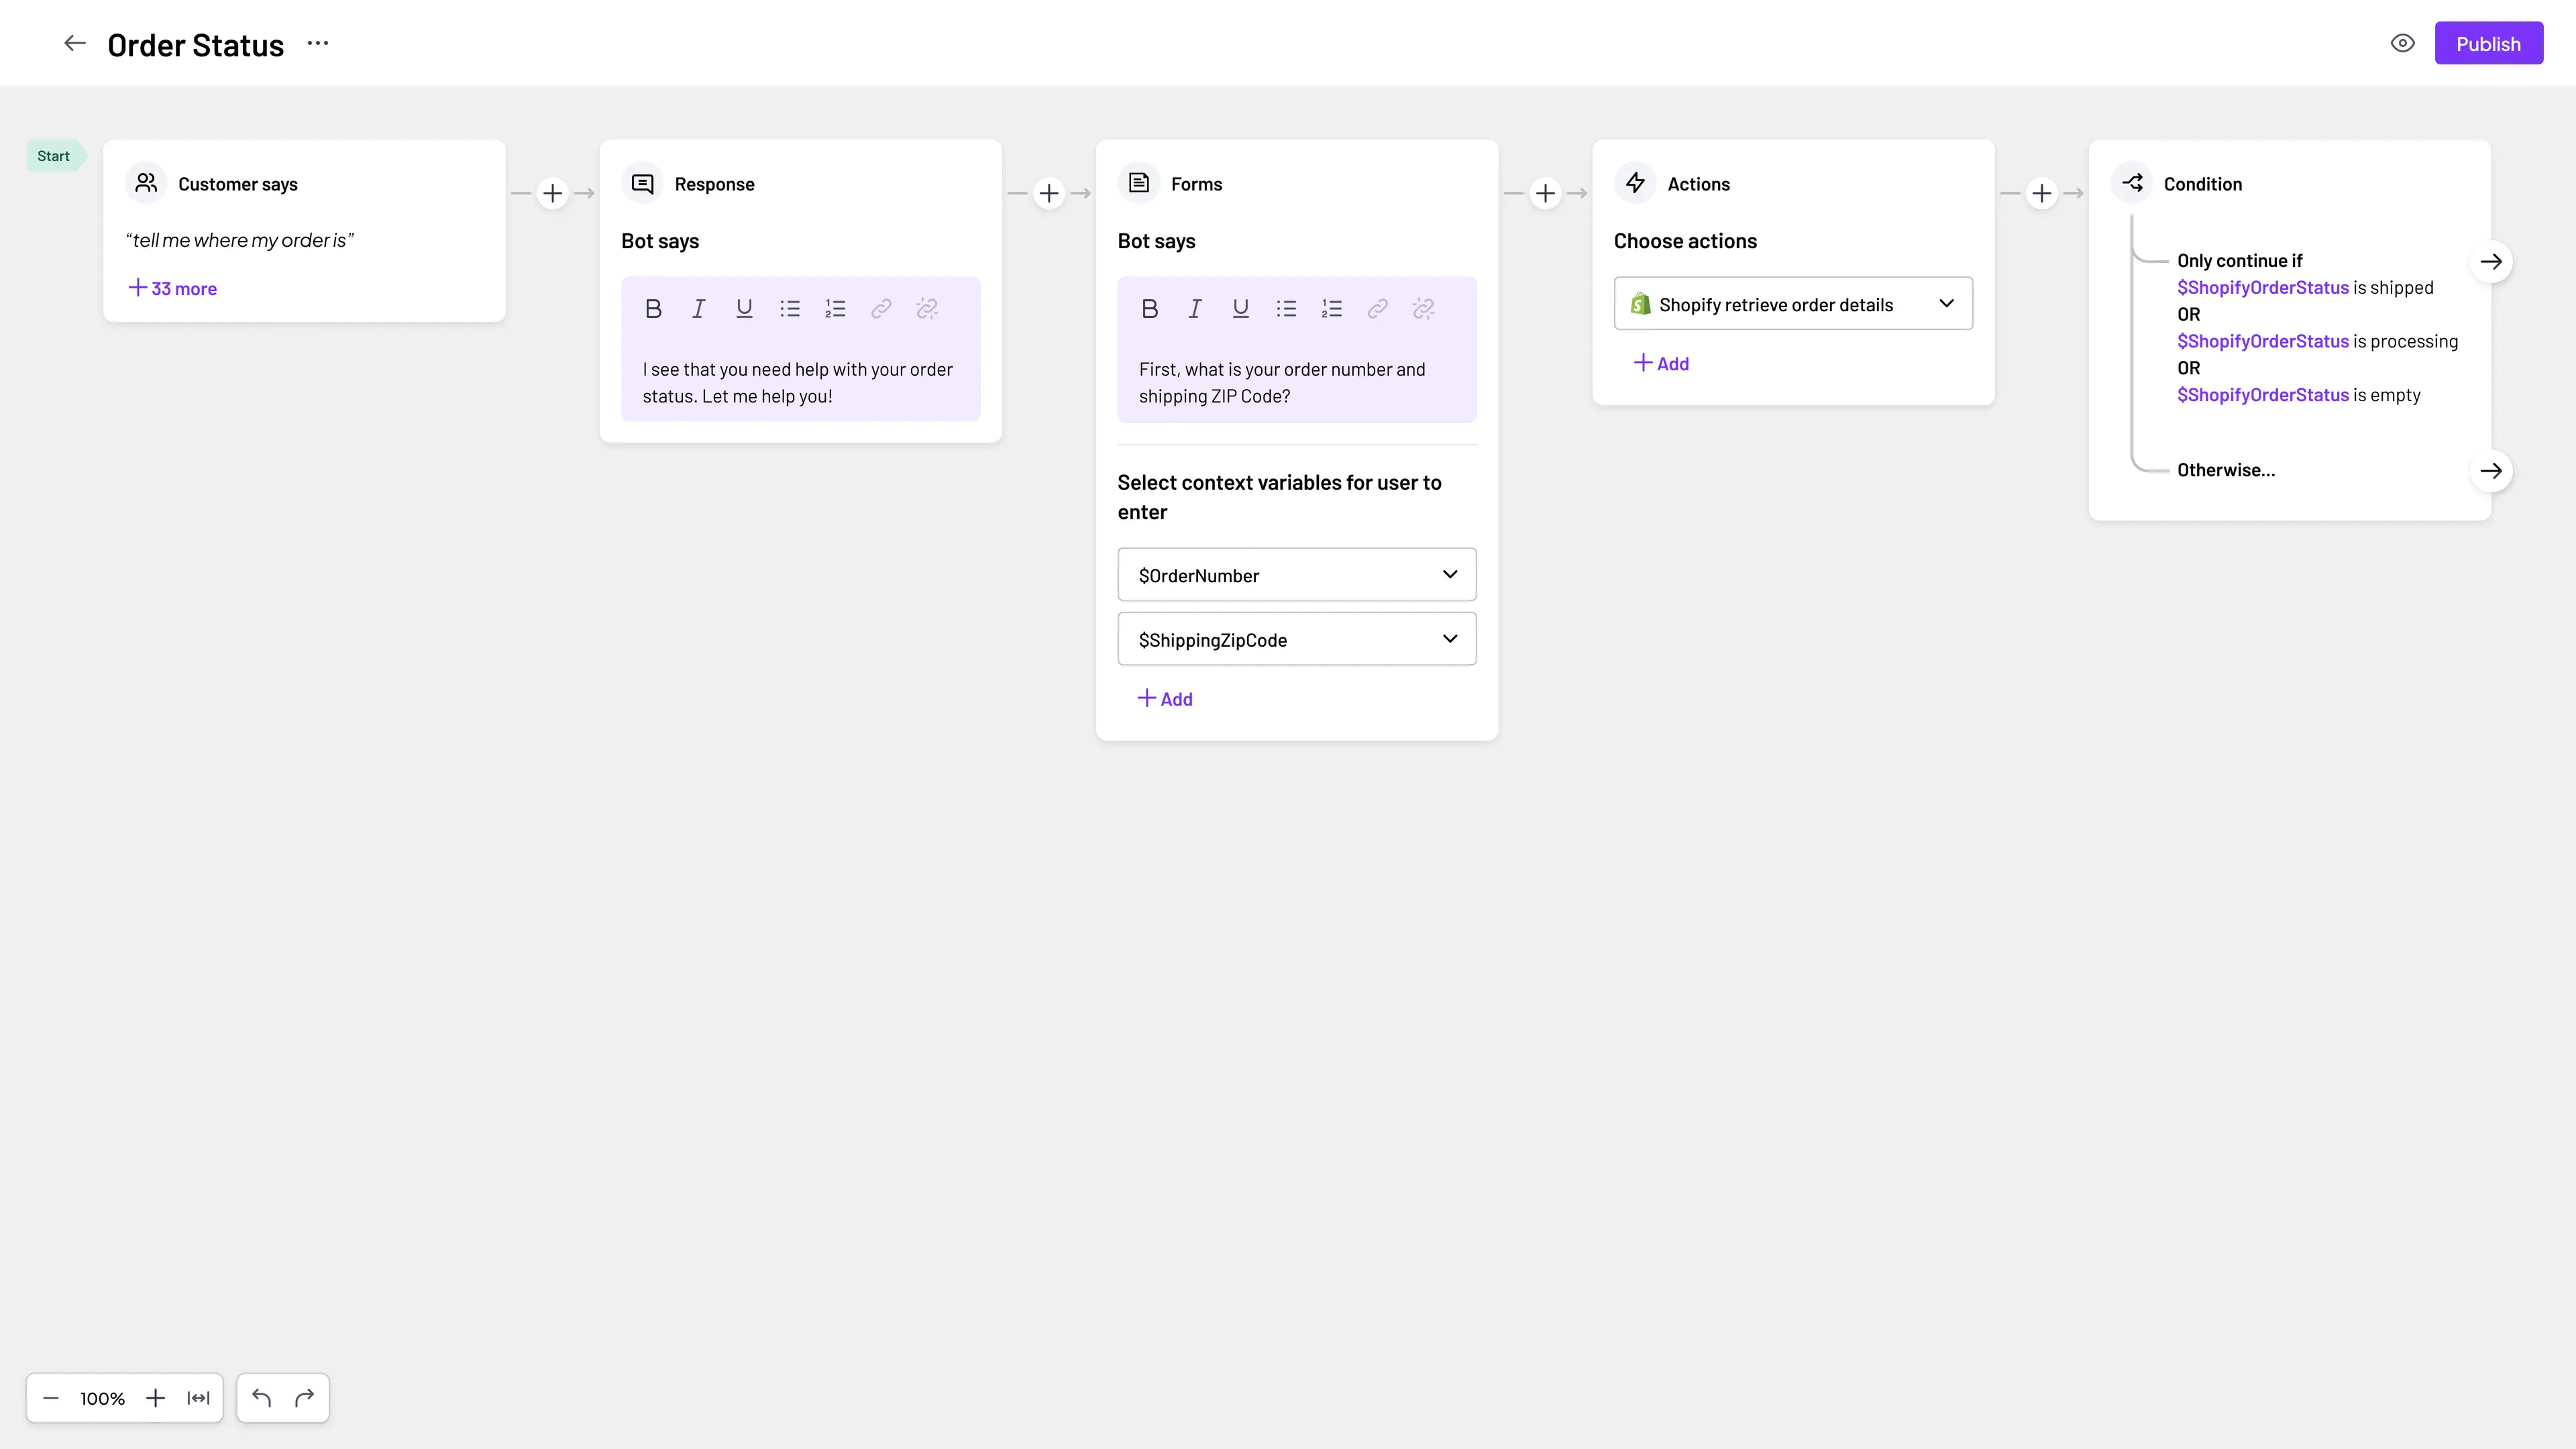 Order Status
Publish
Start
Customer says
“tell me where my order is”
33 more
Response
Bot says
I see that you need help with your order
status. Let me help you!
Forms
Bot says
First, what is your order number and
shipping ZIP Code?
Select context variables for user to
enter
$OrderNumber
$ShippingZipCode
Add
Actions
Choose actions
Shopify retrieve order details
Add
Condition
Only continue if
$ShopifyOrderStatus is shipped
OR
$ShopifyOrderStatus is processing
OR
$ShopifyOrderStatus is empty
Otherwise...
100%